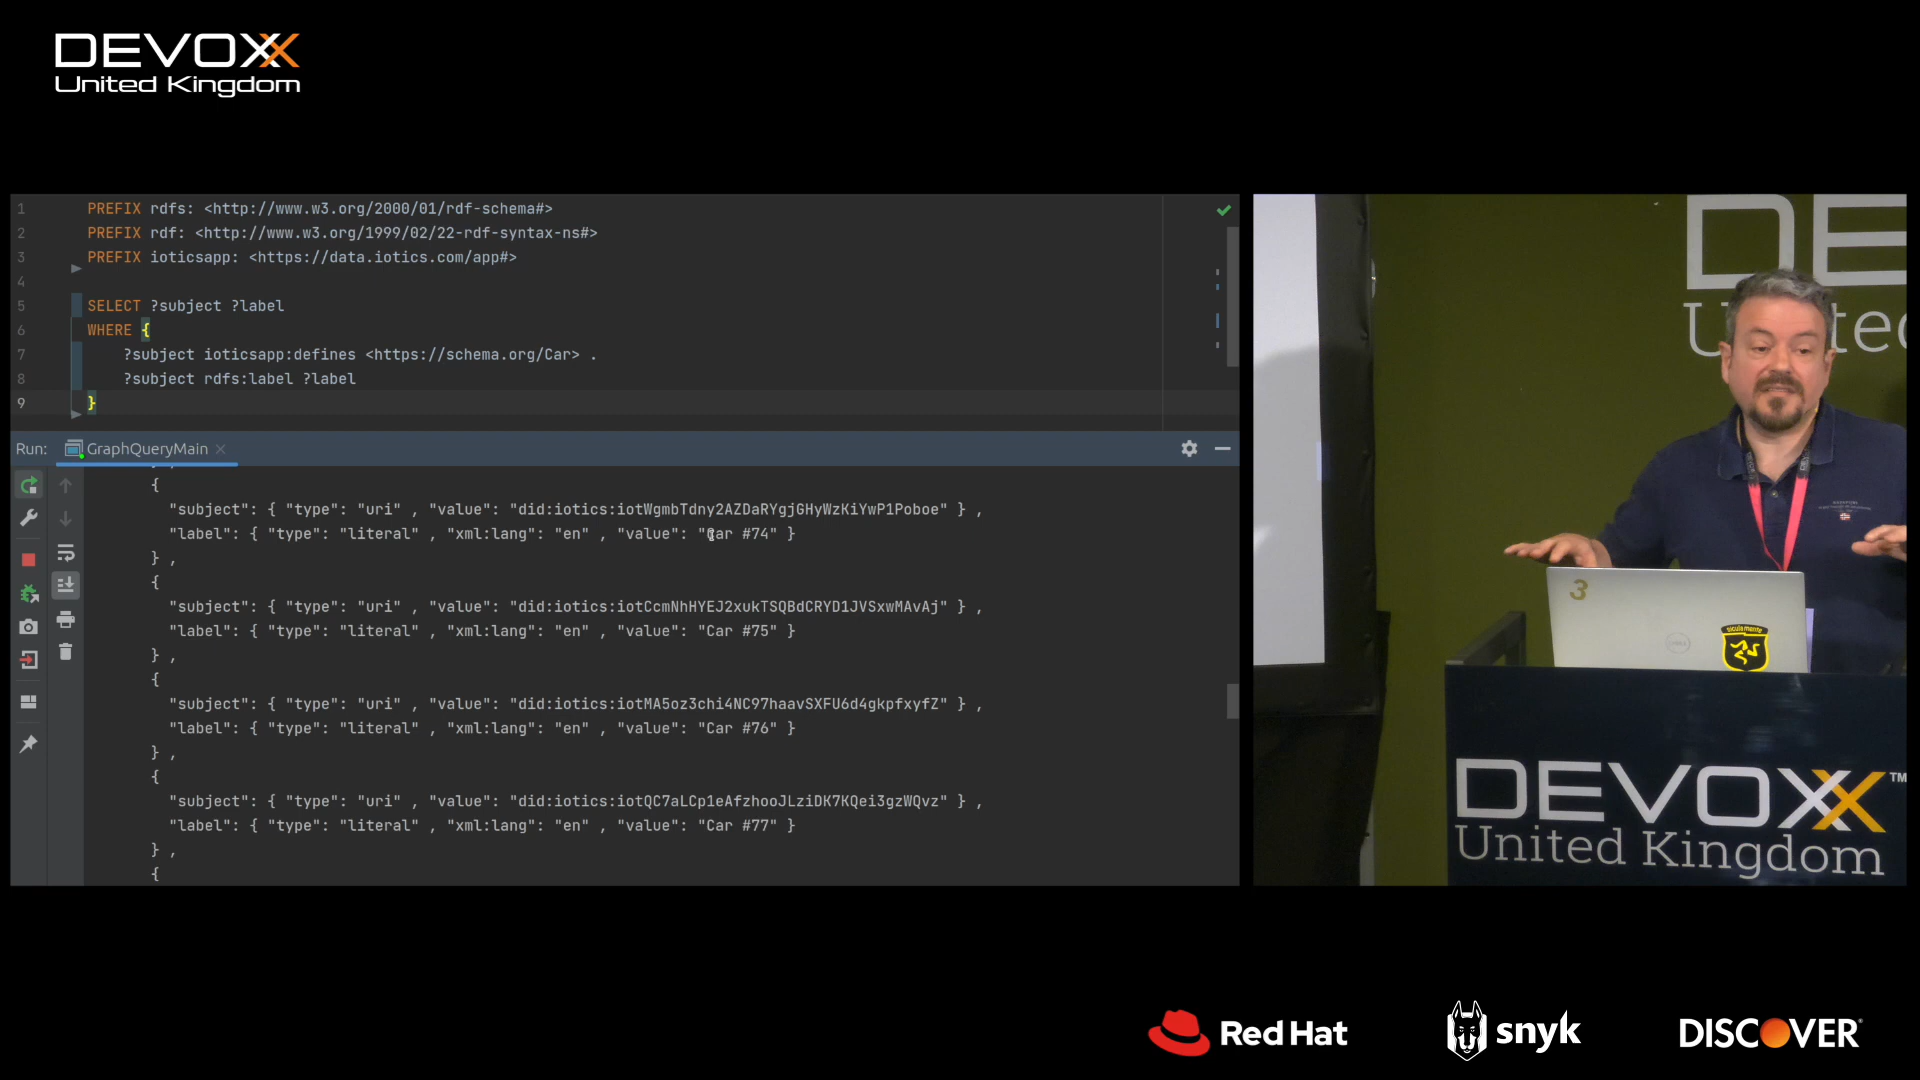 DEVOXX
United Kingdom
1 PREFIX rdfs: <http://www.w3.org/2000/01/rdf-schema#>
2 PREFIX rdf: <http://www.w3.org/1999/02/22-rdf-syntax-ns#>
3 PREFIX ioticsapp: <https://data.iotics.com/app#>
4
5 SELECT ?subject ?label
6 WHERE {
7 ?subject ioticsapp:defines <https://schema.org/Car> .
8 ?subject rdfs:label ?label
9 }
Run: GraphQueryMain
{
"subject": { "type": "uri" , "value": "did:iotics:iotWgmbTdny2AZDaRYgjGHyWzKiYwP1Poboe" } ,
"label": { "type": "literal" , "xml:lang": "en" , "value": "Car #74" }
} ,
{
"subject": { "type": "uri" , "value": "did:iotics:iotCcmNhHYEJ2xukTSQBdCRYD1JVSxwMAvAj" } ,
"label": { "type": "literal" , "xml:lang": "en" , "value": "Car #75" }
} ,
{
"subject": { "type": "uri" , "value": "did:iotics:iotMA5oz3chi4NC97haavSXFU6d4gkpfxyfZ" } ,
"label": { "type": "literal" , "xml:lang": "en" , "value": "Car #76" }
} ,
{
"subject": { "type": "uri" , "value": "did:iotics:iotQC7aLCp1eAfzhooJLziDK7KQei3gzWQvz" } ,
"label": { "type": "literal" , "xml:lang": "en" , "value": "Car #77" }
} ,
{
DE
United
3
siculamente
DEVOXX™
United Kingdom
Red Hat
snyk
DISCOVER